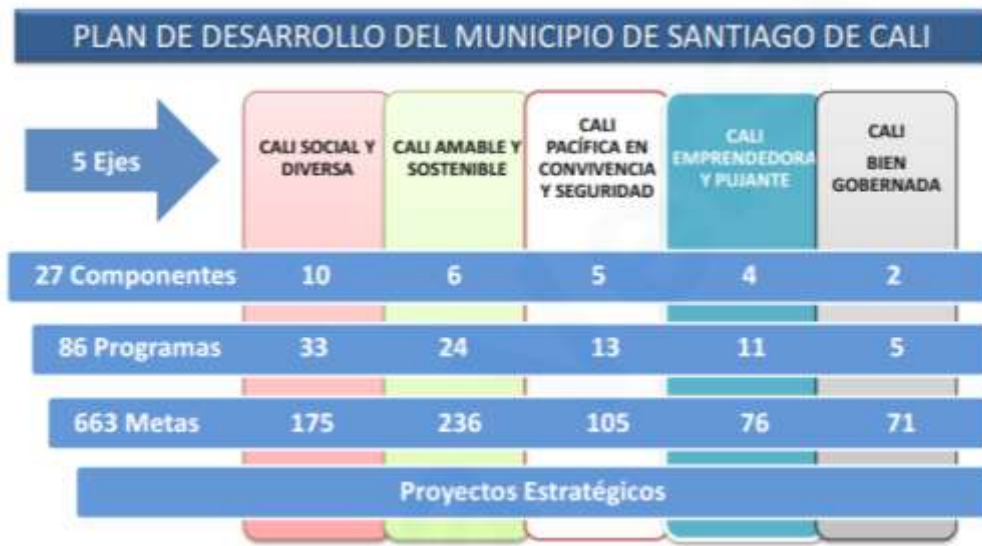 PLAN DE DESARROLLO DEL MUNICIPIO DE SANTIAGO DE CALI
5 Ejes
CALI SOCIAL Y
DIVERSA
CALI AMABLE Y
SOSTENIBLE
CALI
PACÍFICA EN
CONVIVENCIA
Y SEGURIDAD
CALI
EMPRENDEDORA
Y PUJANTE
CALI
BIEN
GOBERNADA
27 Componentes 10 6 5 4 2
86 Programas 33 24 13 11 5
663 Metas 175 236 105 76 71
Proyectos Estratégicos